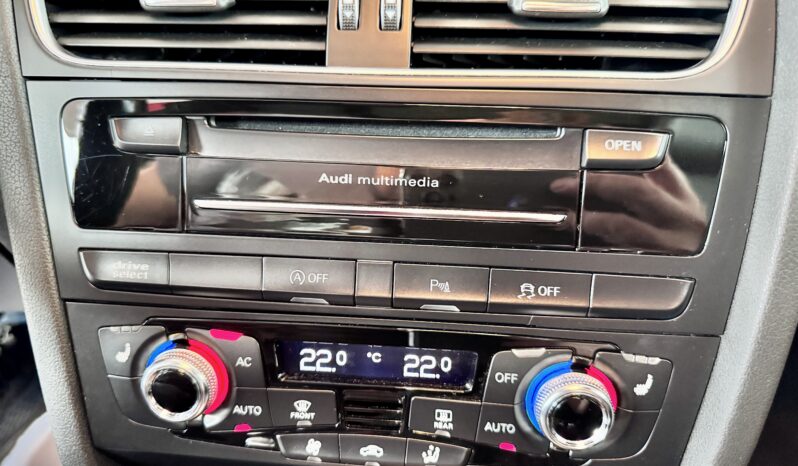 OPEN
Audi multimedia
drive
select
A OFF
P
OFF
AC
22.0 °C 22.0
OFF
AUTO
FRONT
REAR
AUTO